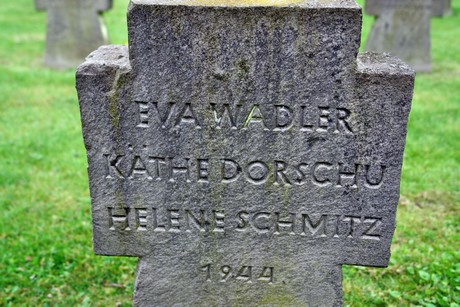 EVA WADLER
KÄTHE DORSCHU
HELENE SCHMITZ
1944